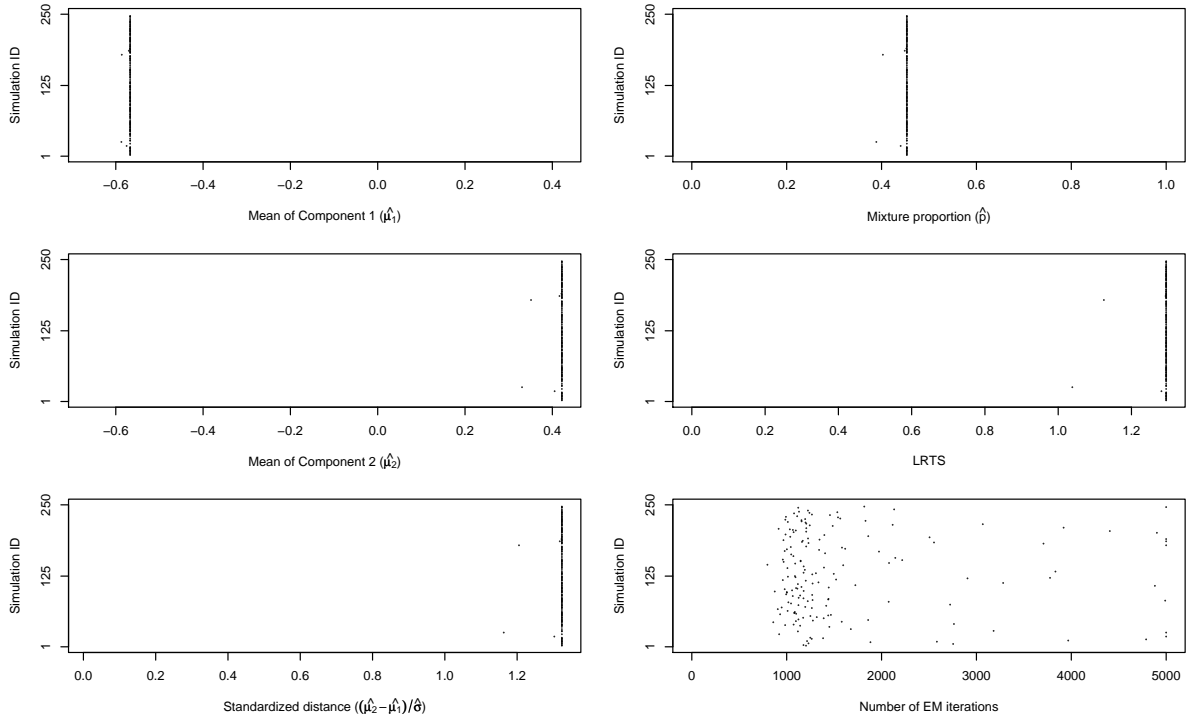 250
125
1
Simulation ID
−0.6 −0.4 −0.2 0.0 0.2 0.4
Mean of Component 1 (μ̂_1)
250
125
1
Simulation ID
0.0 0.2 0.4 0.6 0.8 1.0
Mixture proportion (p̂)
250
125
1
Simulation ID
−0.6 −0.4 −0.2 0.0 0.2 0.4
Mean of Component 2 (μ̂_2)
250
125
1
Simulation ID
0.0 0.2 0.4 0.6 0.8 1.0 1.2
LRTS
250
125
1
Simulation ID
0.0 0.2 0.4 0.6 0.8 1.0 1.2
Standardized distance ((μ̂_2−μ̂_1)/σ̂)
250
125
1
Simulation ID
0 1000 2000 3000 4000 5000
Number of EM iterations